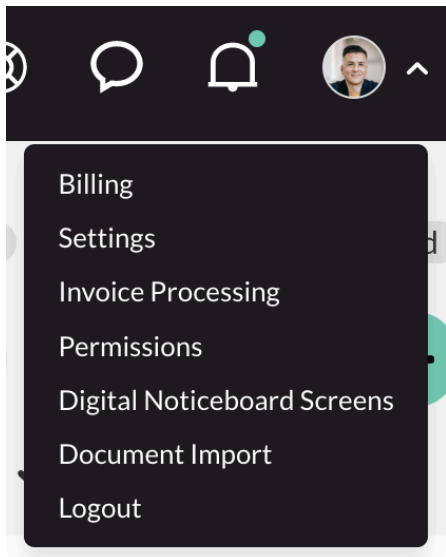 Billing
Settings
Invoice Processing
Permissions
Digital Noticeboard Screens
Document Import
Logout